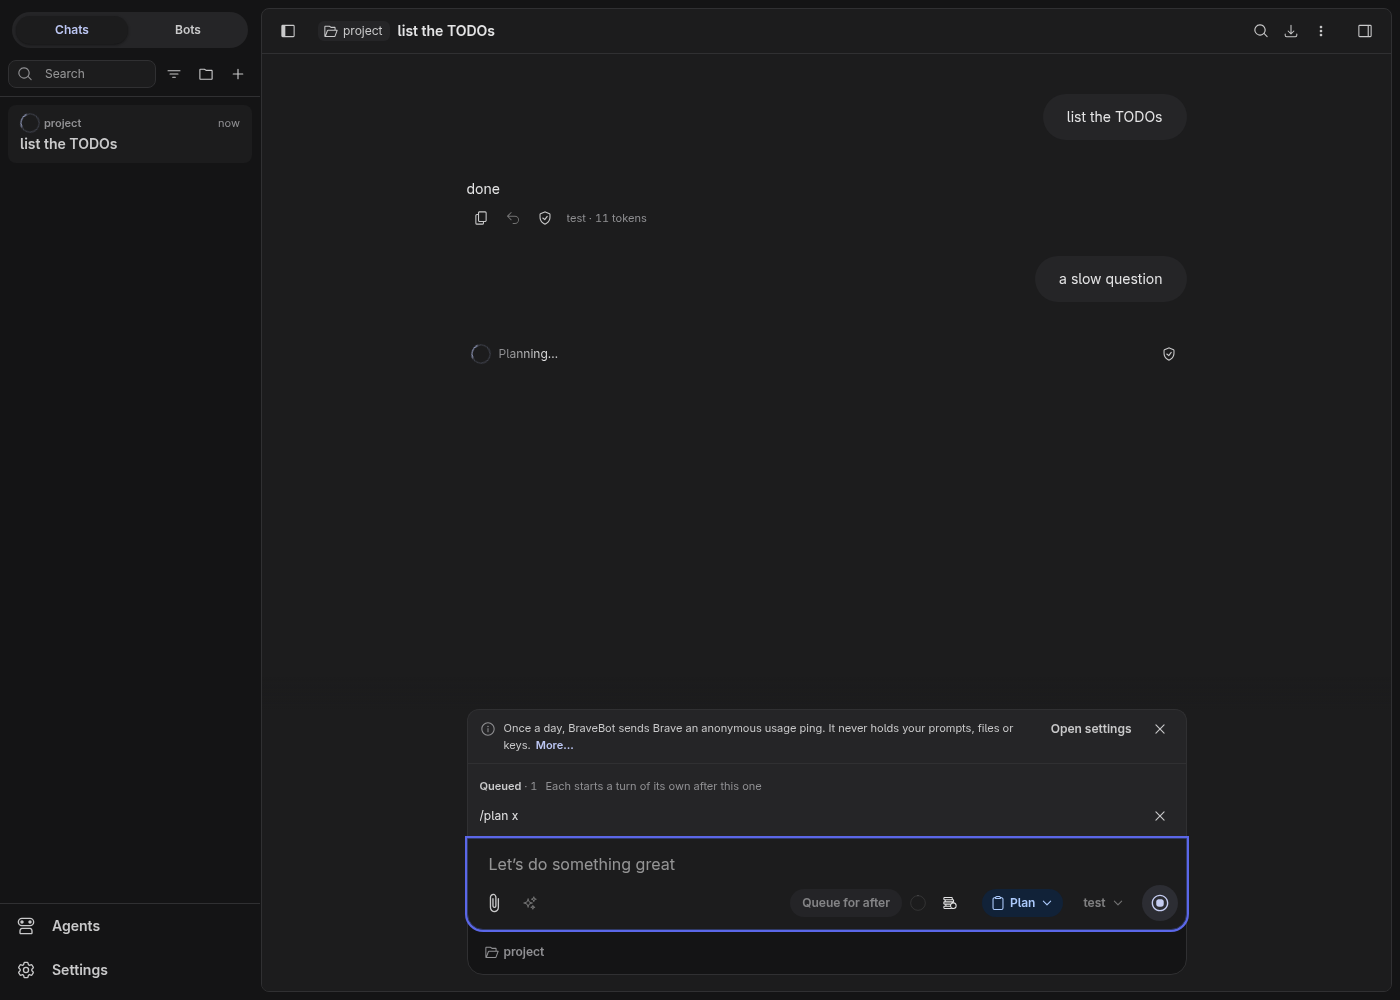 Chats
Bots
Search
project
now
list the TODOs
Agents
Settings
project
list the TODOs
list the TODOs
done
test · 11 tokens
a slow question
Planning...
Once a day, BraveBot sends Brave an anonymous usage ping. It never holds your prompts, files or
keys. More...
Open settings
Queued · 1 Each starts a turn of its own after this one
/plan x
Let's do something great
Queue for after
Plan
test
project